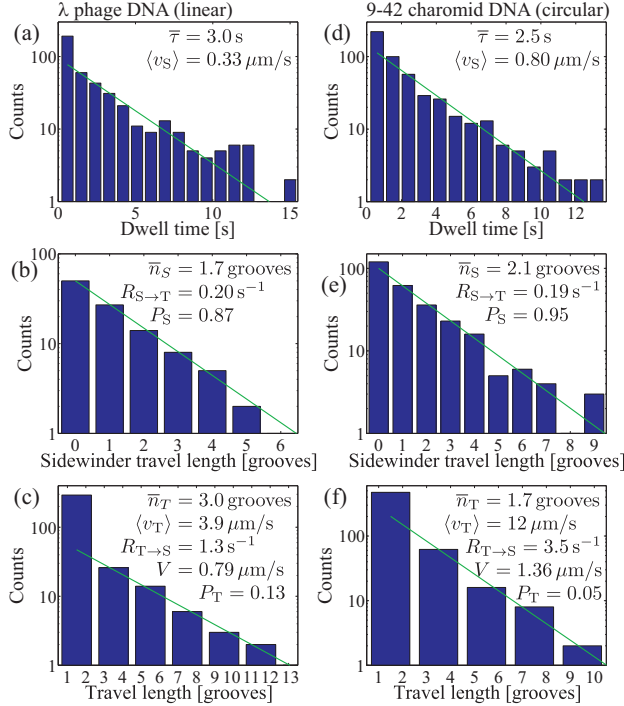 λ phage DNA (linear)
9-42 charomid DNA (circular)
(a)
τ̅ = 3.0 s
⟨v_S⟩ = 0.33 μm/s
Counts
100
10
1
0 5 10 15
Dwell time [s]
(d)
τ̅ = 2.5 s
⟨v_S⟩ = 0.80 μm/s
Counts
100
10
1
0 2 4 6 8 10 12
Dwell time [s]
(b)
n̅_S = 1.7 grooves
R_S→T = 0.20 s⁻¹
P_S = 0.87
Counts
100
10
1
0 1 2 3 4 5 6
Sidewinder travel length [grooves]
(e)
n̅_S = 2.1 grooves
R_S→T = 0.19 s⁻¹
P_S = 0.95
Counts
100
10
1
0 1 2 3 4 5 6 7 8 9
Sidewinder travel length [grooves]
(c)
n̅_T = 3.0 grooves
⟨v_T⟩ = 3.9 μm/s
R_T→S = 1.3 s⁻¹
V = 0.79 μm/s
P_T = 0.13
Counts
100
10
1
1 2 3 4 5 6 7 8 9 10 11 12 13
Travel length [grooves]
(f)
n̅_T = 1.7 grooves
⟨v_T⟩ = 12 μm/s
R_T→S = 3.5 s⁻¹
V = 1.36 μm/s
P_T = 0.05
Counts
100
10
1
1 2 3 4 5 6 7 8 9 10
Travel length [grooves]